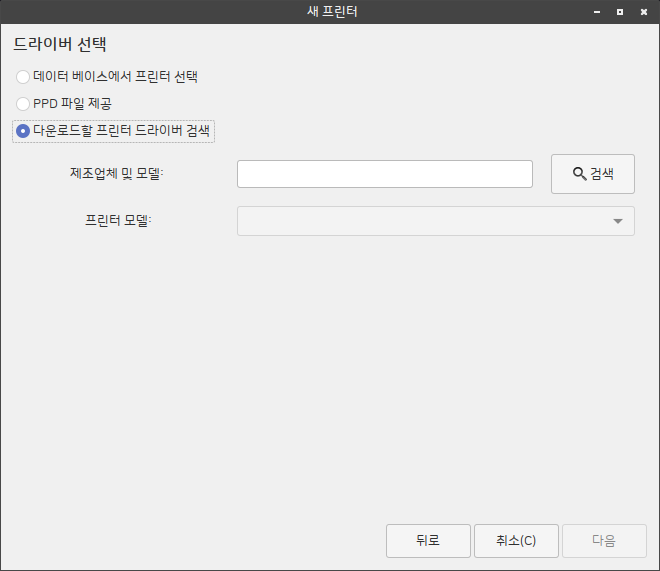 새 프린터
드라이버 선택
데이터 베이스에서 프린터 선택
PPD 파일 제공
다운로드할 프린터 드라이버 검색
제조업체 및 모델:
검색
프린터 모델:
뒤로
취소(C)
다음